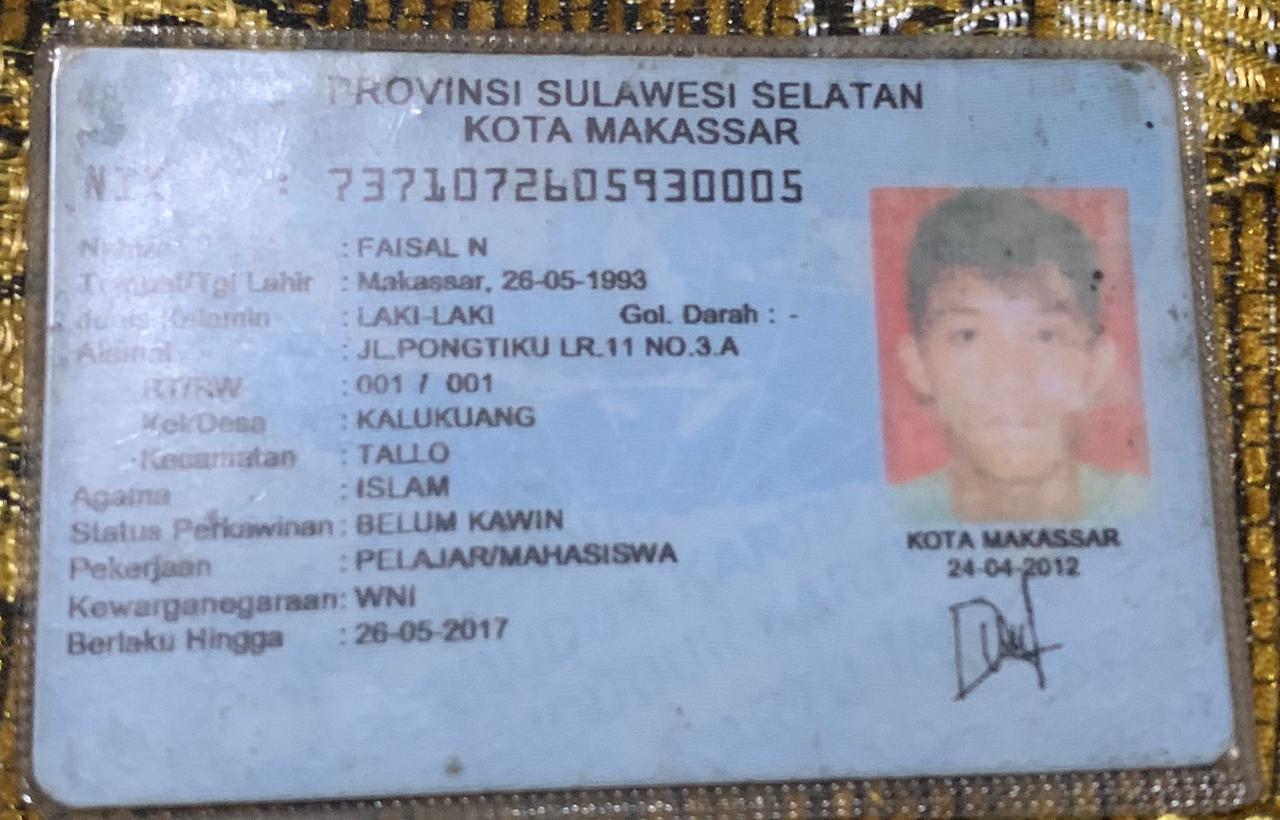 PROVINSI SULAWESI SELATAN
KOTA MAKASSAR
NIK : 7371072605930005
Nama : FAISAL N
Tempat/Tgl Lahir : Makassar, 26-05-1993
Jenis Kelamin : LAKI-LAKI Gol. Darah : -
Alamat : JL.PONGTIKU LR.11 NO.3.A
RT/RW : 001 / 001
Kel/Desa : KALUKUANG
Kecamatan : TALLO
Agama : ISLAM
Status Perkawinan : BELUM KAWIN
Pekerjaan : PELAJAR/MAHASISWA
Kewarganegaraan : WNI
Berlaku Hingga : 26-05-2017
KOTA MAKASSAR
24-04-2012